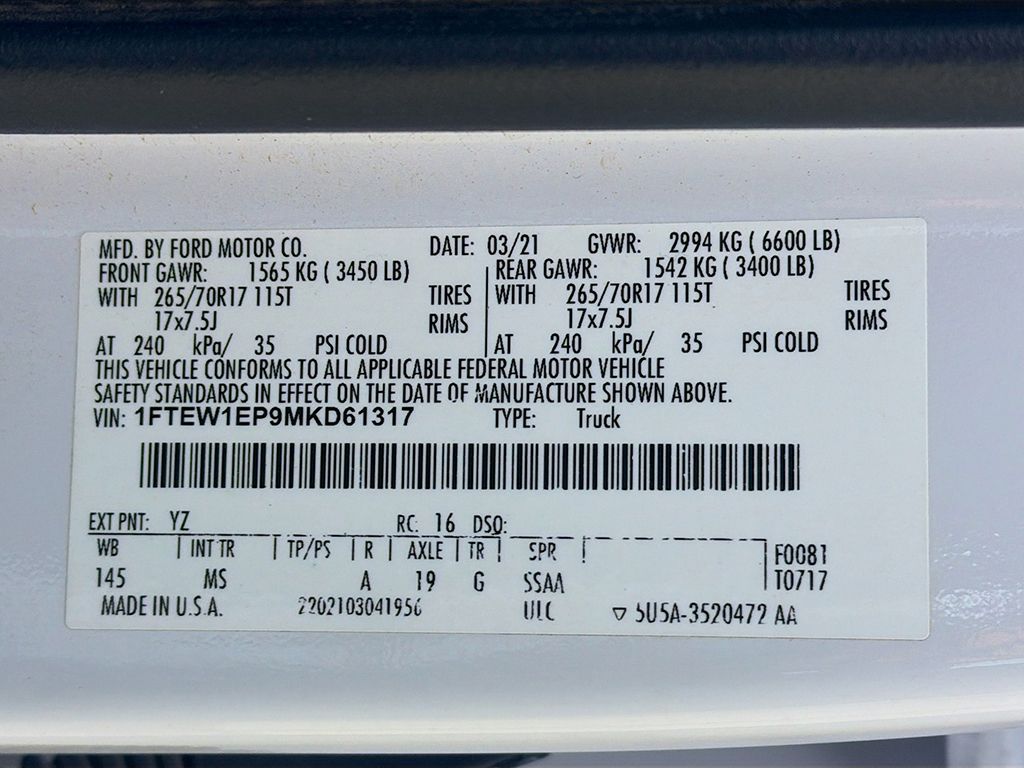 MFD. BY FORD MOTOR CO. DATE: 03/21 GVWR: 2994 KG ( 6600 LB)
FRONT GAWR: 1565 KG ( 3450 LB) REAR GAWR: 1542 KG ( 3400 LB)
WITH 265/70R17 115T TIRES WITH 265/70R17 115T TIRES
17x7.5J RIMS 17x7.5J RIMS
AT 240 kPa/ 35 PSI COLD AT 240 kPa/ 35 PSI COLD
THIS VEHICLE CONFORMS TO ALL APPLICABLE FEDERAL MOTOR VEHICLE
SAFETY STANDARDS IN EFFECT ON THE DATE OF MANUFACTURE SHOWN ABOVE.
VIN: 1FTEW1EP9MKD61317 TYPE: Truck
EXT PNT: YZ RC: 16 DSO:
WB INT TR TP/PS R AXLE TR SPR F0081
145 MS A 19 G SSAA T0717
MADE IN U.S.A. 2202103041956 ULC ▽ 5U5A-3520472 AA